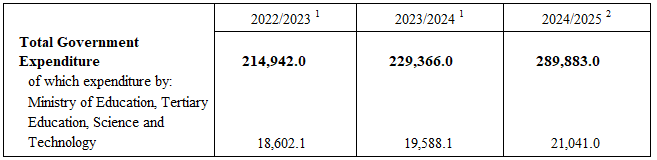 2022/2023 1 2023/2024 1 2024/2025 2
Total Government
Expenditure 214,942.0 229,366.0 289,883.0
of which expenditure by:
Ministry of Education, Tertiary
Education, Science and
Technology 18,602.1 19,588.1 21,041.0